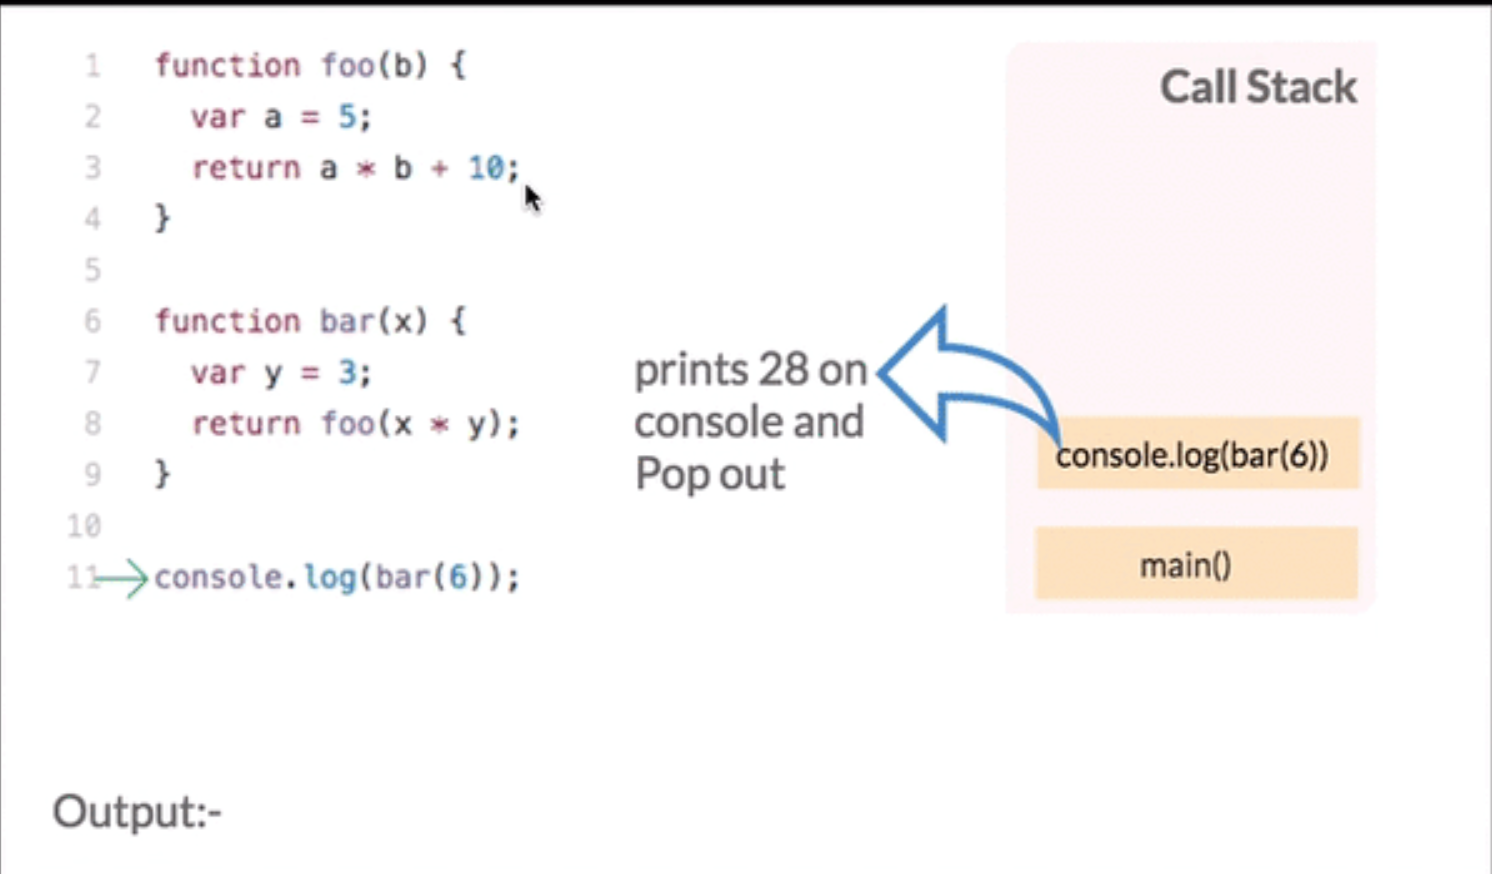 1 function foo(b) {
2 var a = 5;
3 return a * b + 10;
4 }
5
6 function bar(x) {
7 var y = 3;
8 return foo(x * y);
9 }
10
11 console.log(bar(6));
prints 28 on
console and
Pop out
Call Stack
console.log(bar(6))
main()
Output:-